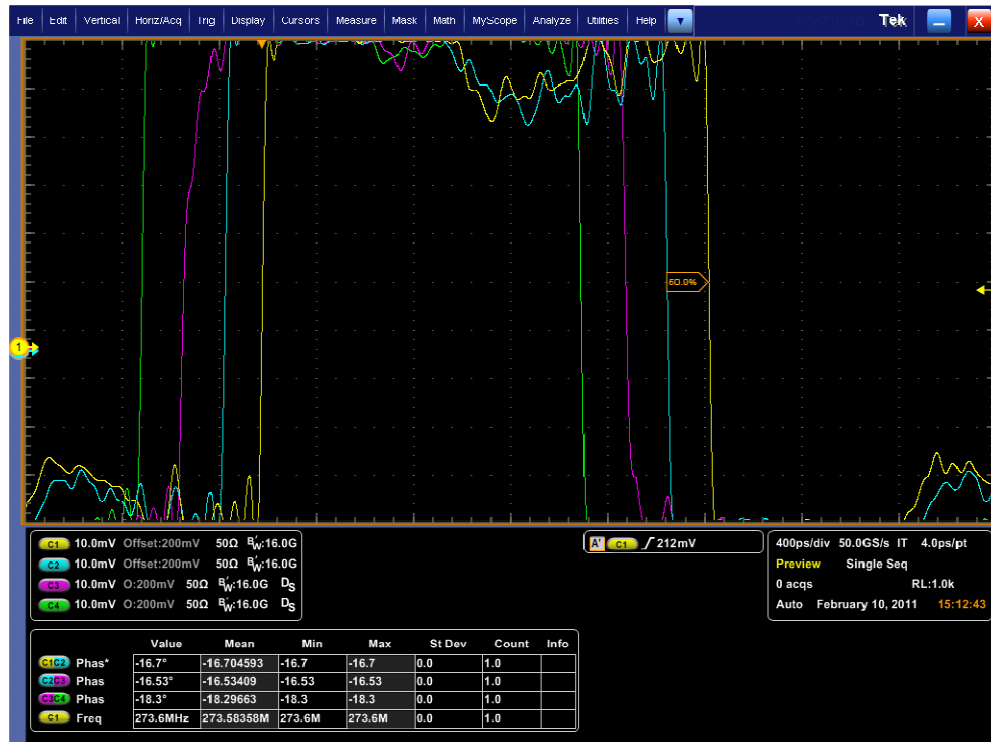 File Edit Vertical Horiz/Acq Trig Display Cursors Measure Mask Math MyScope Analyze Utilities Help Tek X
60.0%
1
C1 10.0mV Offset:200mV 50Ω B'W:16.0G
C2 10.0mV Offset:200mV 50Ω B'W:16.0G
C3 10.0mV O:200mV 50Ω B'W:16.0G DS
C4 10.0mV O:200mV 50Ω B'W:16.0G DS
A' C1 212mV
400ps/div 50.0GS/s IT 4.0ps/pt
Preview Single Seq
0 acqs RL:1.0k
Auto February 10, 2011 15:12:43
Value Mean Min Max St Dev Count Info
C1C2 Phas* -16.7° -16.704593 -16.7 -16.7 0.0 1.0
C2C3 Phas -16.53° -16.53409 -16.53 -16.53 0.0 1.0
C3C4 Phas -18.3° -18.29663 -18.3 -18.3 0.0 1.0
C1 Freq 273.6MHz 273.58358M 273.6M 273.6M 0.0 1.0